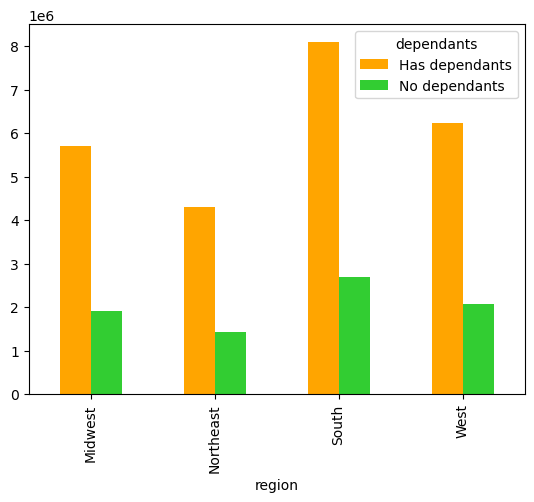 1e6
dependants
Has dependants
No dependants
8
7
6
5
4
3
2
1
0
Midwest
Northeast
South
West
region